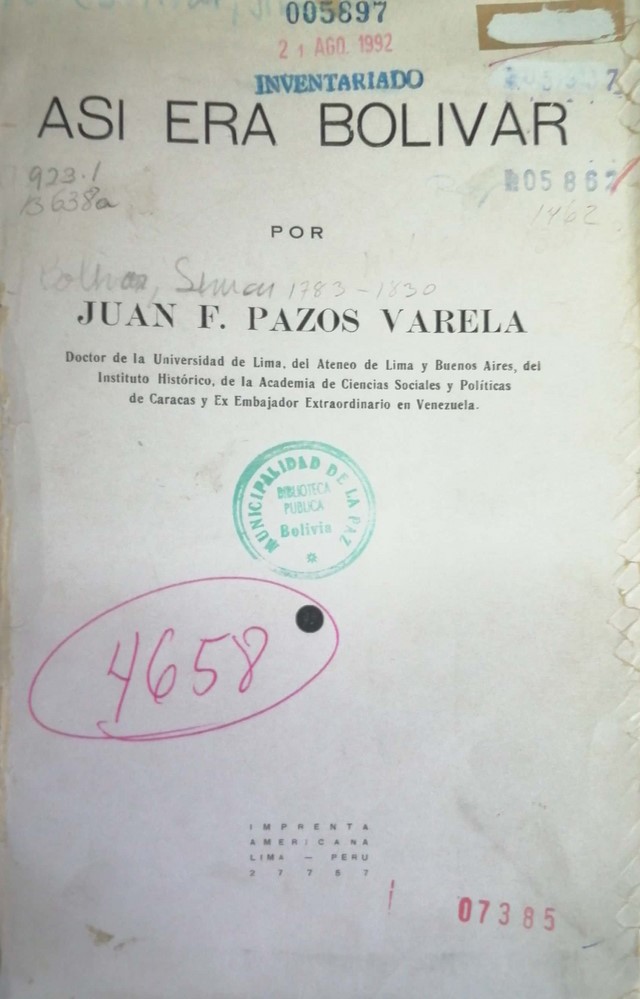 005897
21 AGO. 1992
INVENTARIADO
ASI ERA BOLIVAR
923.1
B638a
1462
POR
Bolívar, Simón 1783-1830
JUAN F. PAZOS VARELA
Doctor de la Universidad de Lima, del Ateneo de Lima y Buenos Aires, del
Instituto Histórico, de la Academia de Ciencias Sociales y Políticas
de Caracas y Ex Embajador Extraordinario en Venezuela.
MUNICIPALIDAD DE LA PAZ
BIBLIOTECA
PUBLICA
Bolivia
4658
IMPRENTA
AMERICANA
LIMA — PERU
07385